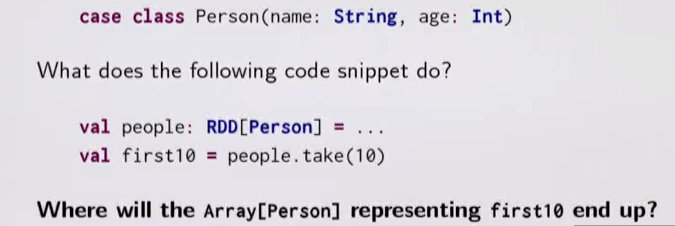 case class Person(name: String, age: Int)
What does the following code snippet do?
val people: RDD[Person] = ...
val first10 = people.take(10)
Where will the Array[Person] representing first10 end up?